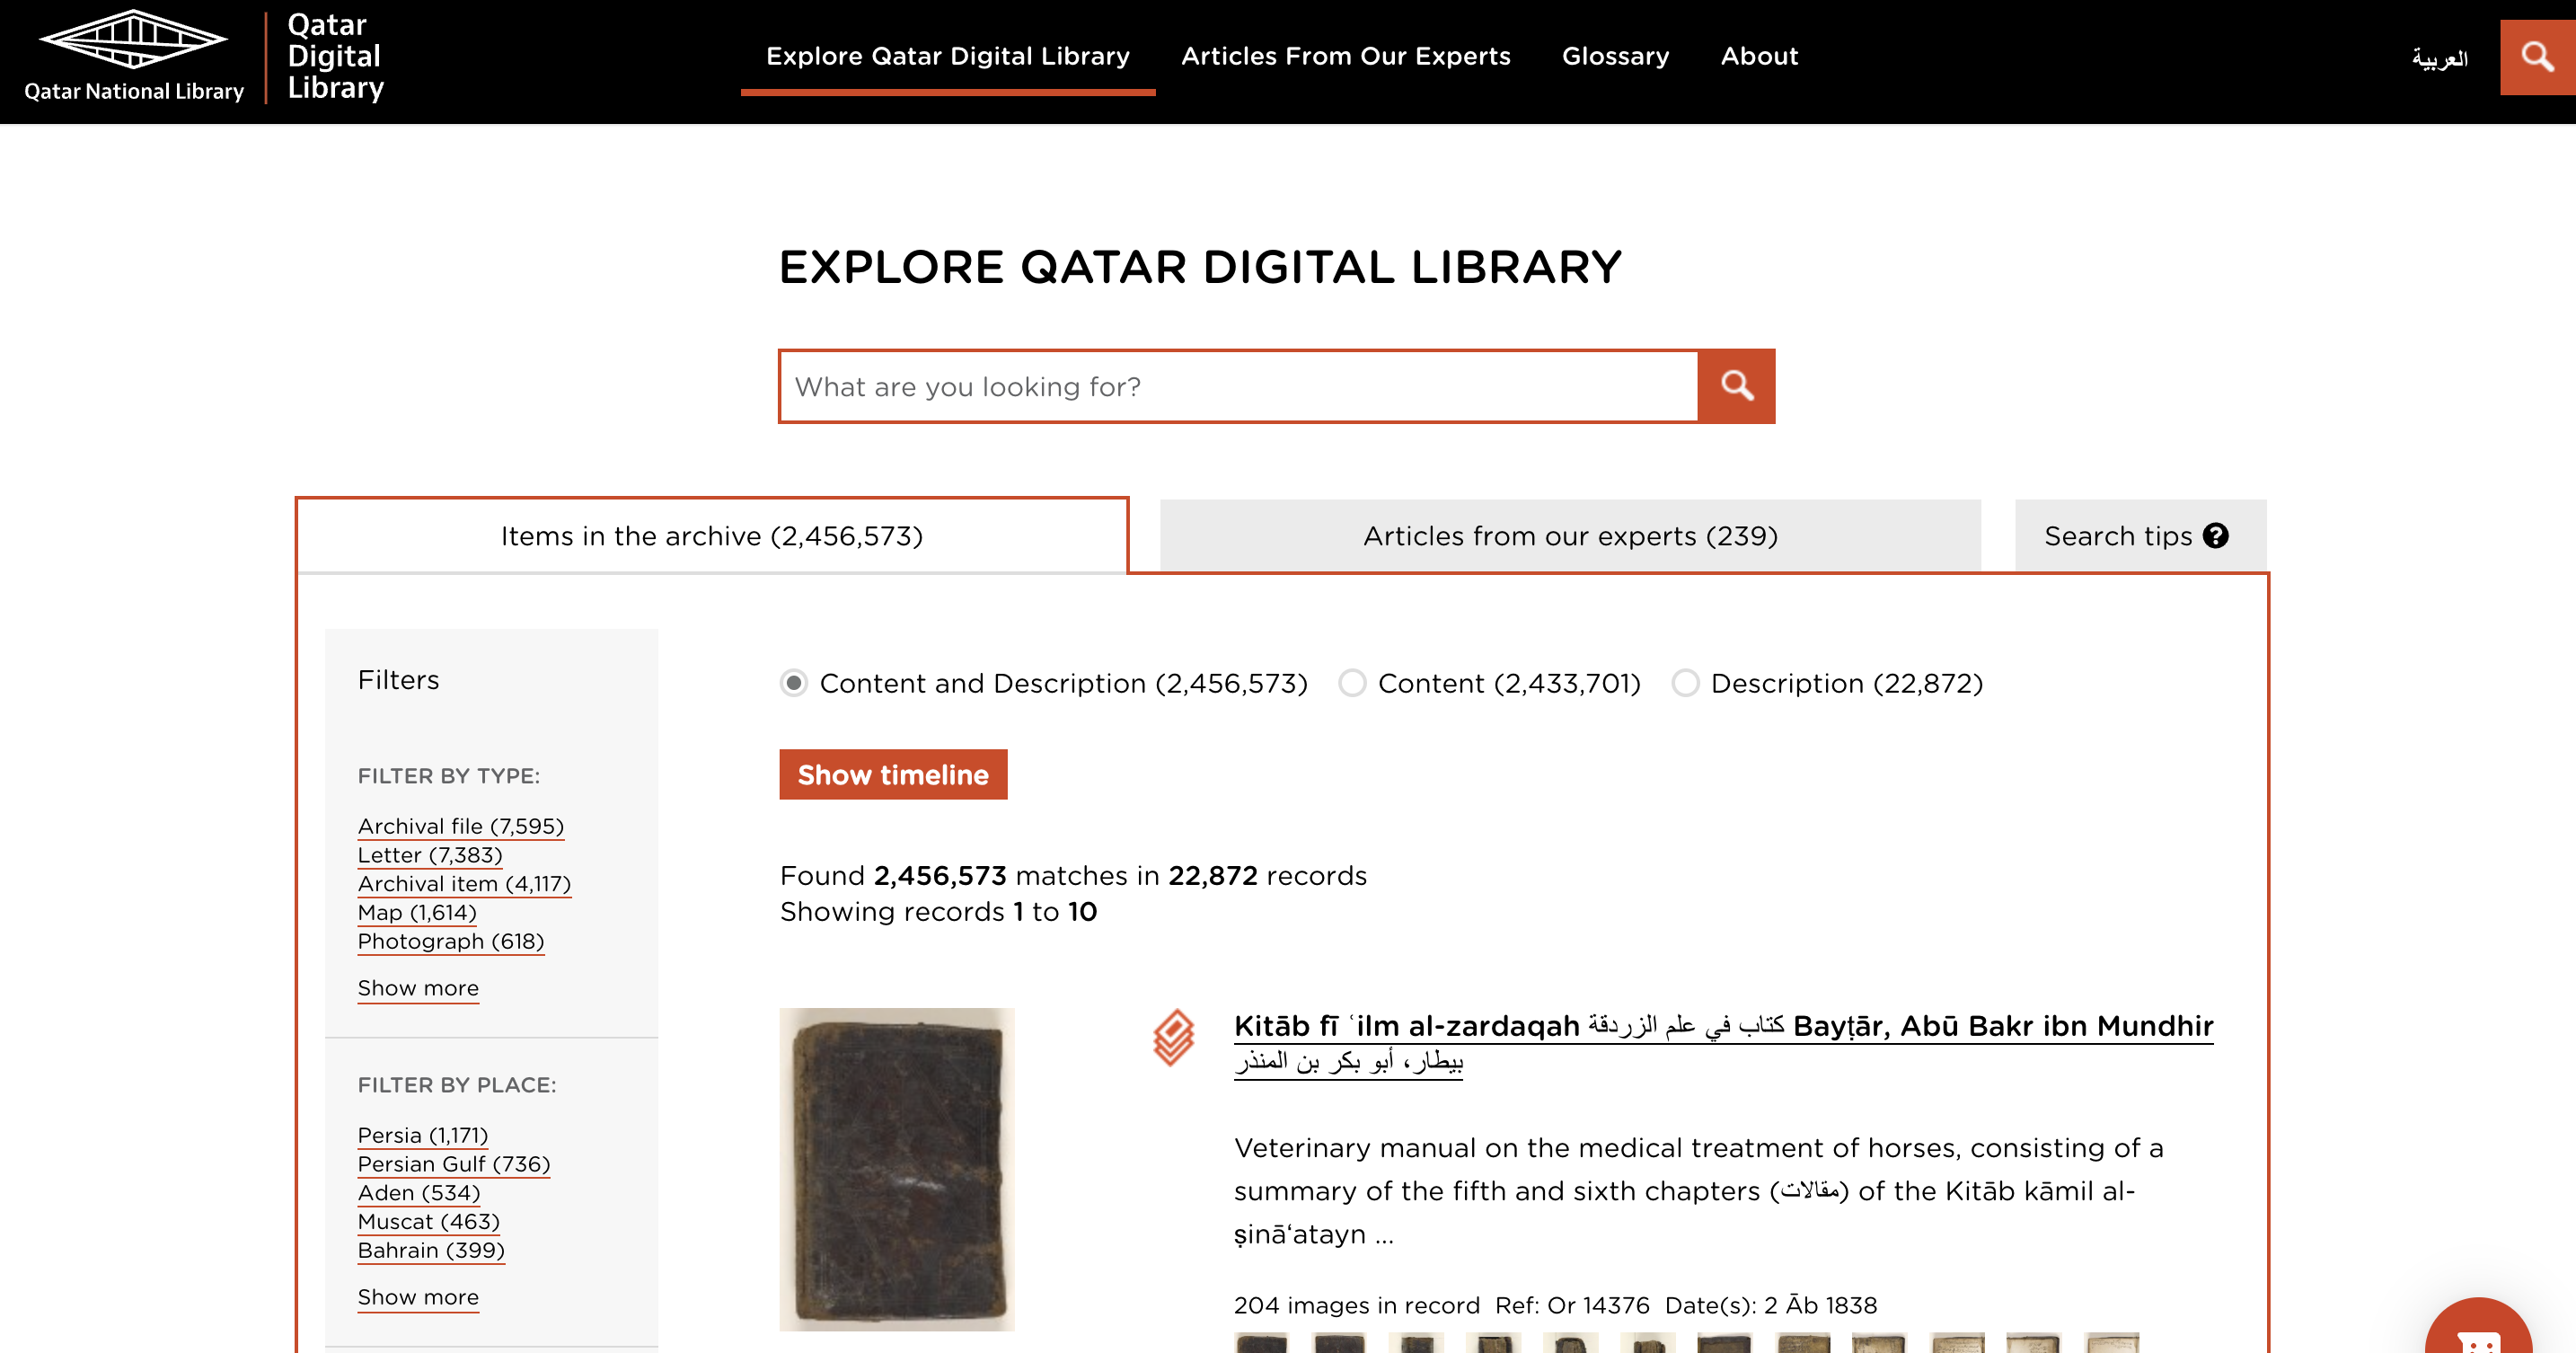 Qatar National Library
Qatar
Digital
Library
Explore Qatar Digital Library
Articles From Our Experts
Glossary
About
العربية
EXPLORE QATAR DIGITAL LIBRARY
What are you looking for?
Items in the archive (2,456,573)
Articles from our experts (239)
Search tips ?
Filters
FILTER BY TYPE:
Archival file (7,595)
Letter (7,383)
Archival item (4,117)
Map (1,614)
Photograph (618)
Show more
FILTER BY PLACE:
Persia (1,171)
Persian Gulf (736)
Aden (534)
Muscat (463)
Bahrain (399)
Show more
Content and Description (2,456,573)
Content (2,433,701)
Description (22,872)
Show timeline
Found 2,456,573 matches in 22,872 records
Showing records 1 to 10
Kitāb fī ʿilm al-zardaqah كتاب في علم الزردقة Bayṭār, Abū Bakr ibn Mundhir
بيطار، أبو بكر بن المنذر
Veterinary manual on the medical treatment of horses, consisting of a
summary of the fifth and sixth chapters (مقالات) of the Kitāb kāmil al-
ṣinā‘atayn ...
204 images in record Ref: Or 14376 Date(s): 2 Āb 1838